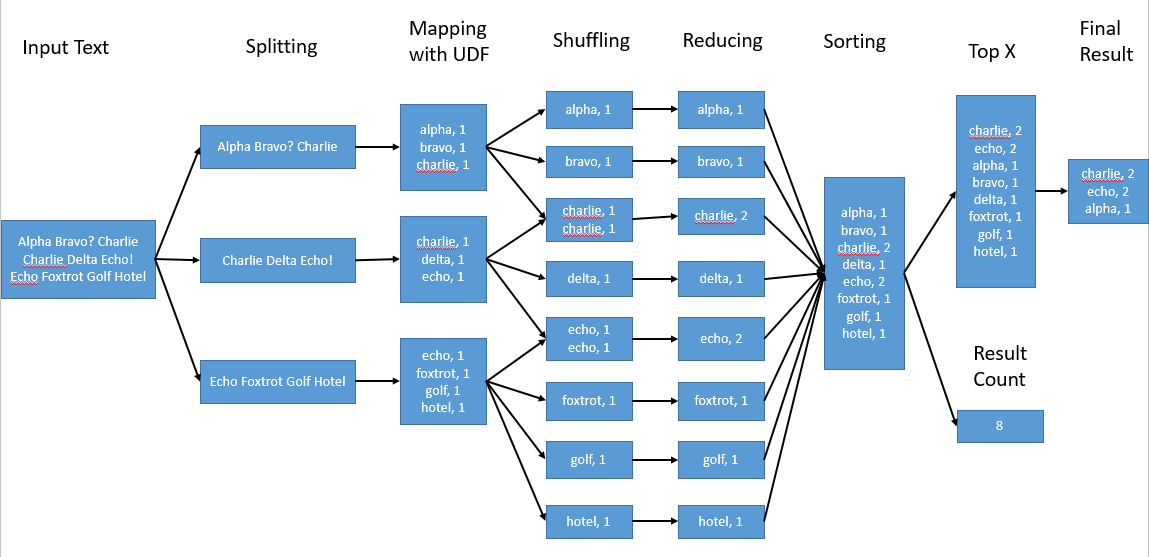 Input Text
Splitting
Mapping
with UDF
Shuffling
Reducing
Sorting
Top X
Final
Result
Alpha Bravo? Charlie
Charlie Delta Echo!
Echo Foxtrot Golf Hotel
Alpha Bravo? Charlie
Charlie Delta Echo!
Echo Foxtrot Golf Hotel
alpha, 1
bravo, 1
charlie, 1
charlie, 1
delta, 1
echo, 1
echo, 1
foxtrot, 1
golf, 1
hotel, 1
alpha, 1
bravo, 1
charlie, 1
charlie, 1
delta, 1
echo, 1
echo, 1
foxtrot, 1
golf, 1
hotel, 1
alpha, 1
bravo, 1
charlie, 2
delta, 1
echo, 2
foxtrot, 1
golf, 1
hotel, 1
alpha, 1
bravo, 1
charlie, 2
delta, 1
echo, 2
foxtrot, 1
golf, 1
hotel, 1
charlie, 2
echo, 2
alpha, 1
bravo, 1
delta, 1
foxtrot, 1
golf, 1
hotel, 1
Result
Count
8
charlie, 2
echo, 2
alpha, 1